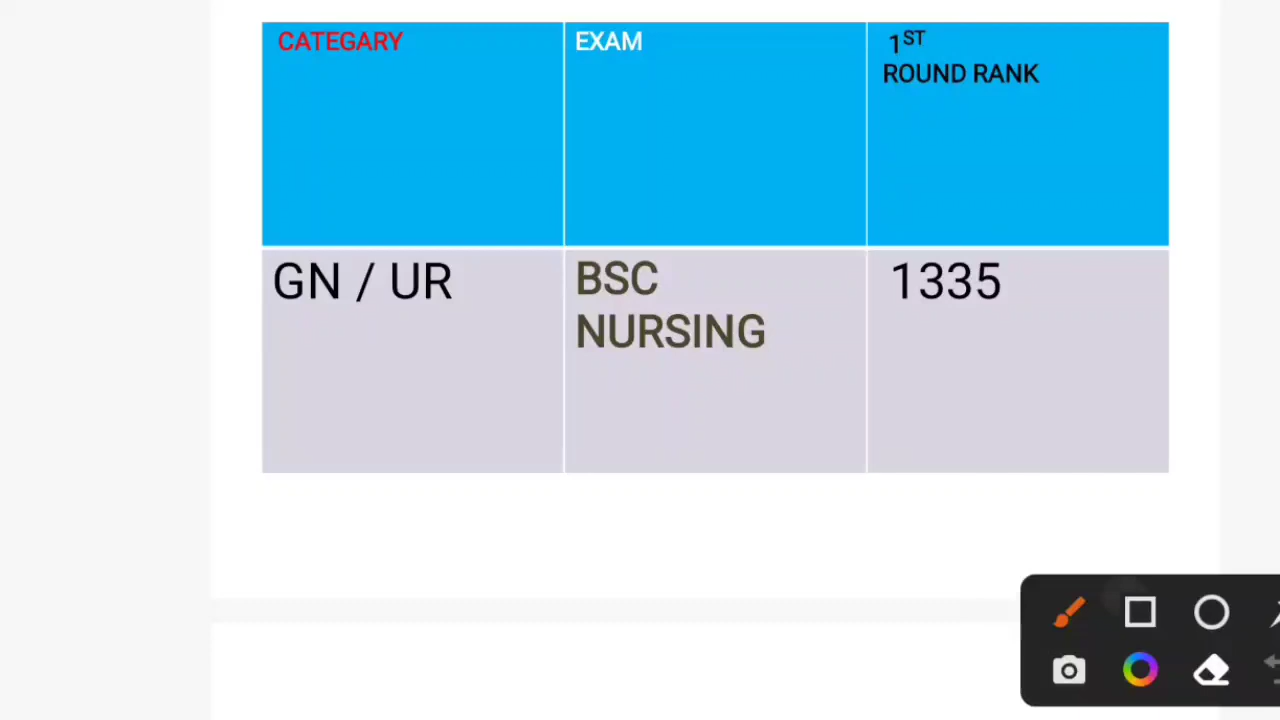 CATEGARY
EXAM
1ST
ROUND RANK
GN / UR
BSC
NURSING
1335